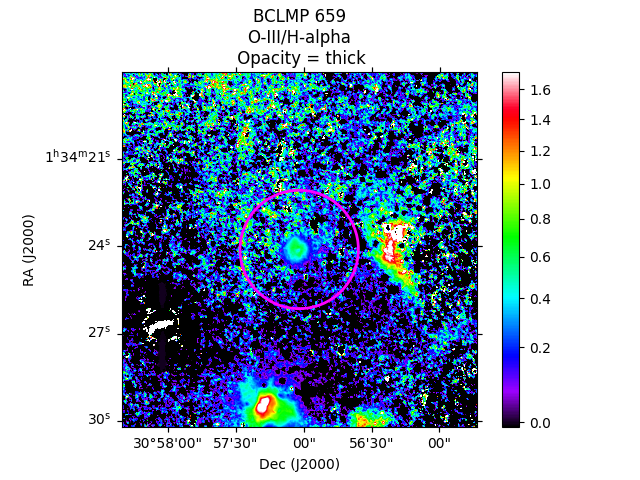 BCLMP 659
O-III/H-alpha
Opacity = thick
1.6
1.4
1.2
1.0
0.8
0.6
0.4
0.2
0.0
1ʰ34ᵐ21ˢ
24ˢ
27ˢ
30ˢ
RA (J2000)
30°58'00" 57'30" 00" 56'30" 00"
Dec (J2000)